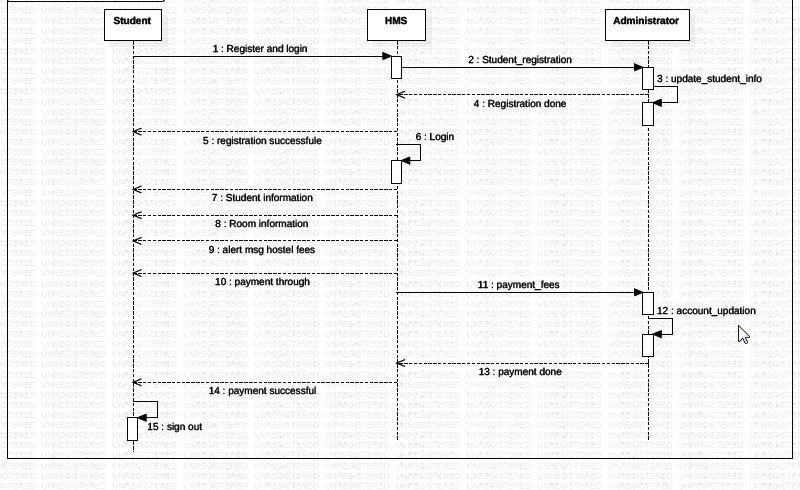 Student HMS Administrator
1 : Register and login
2 : Student_registration
3 : update_student_info
4 : Registration done
5 : registration successfule
6 : Login
7 : Student information
8 : Room information
9 : alert msg hostel fees
10 : payment through
11 : payment_fees
12 : account_updation
13 : payment done
14 : payment successful
15 : sign out
UNREGISTERED